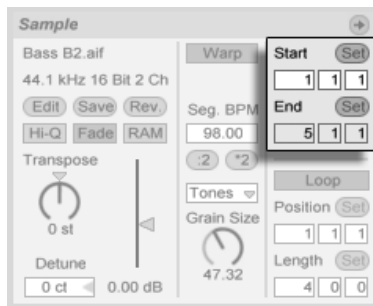 Sample
Bass B2.aif
44.1 kHz 16 Bit 2 Ch
Edit Save Rev.
Hi-Q Fade RAM
Transpose
0 st
Detune
0 ct 0.00 dB
Warp
Seg. BPM
98.00
:2 *2
Tones
Grain Size
47.32
Start Set
1 1 1
End Set
5 1 1
Loop
Position Set
1 1 1
Length Set
4 0 0